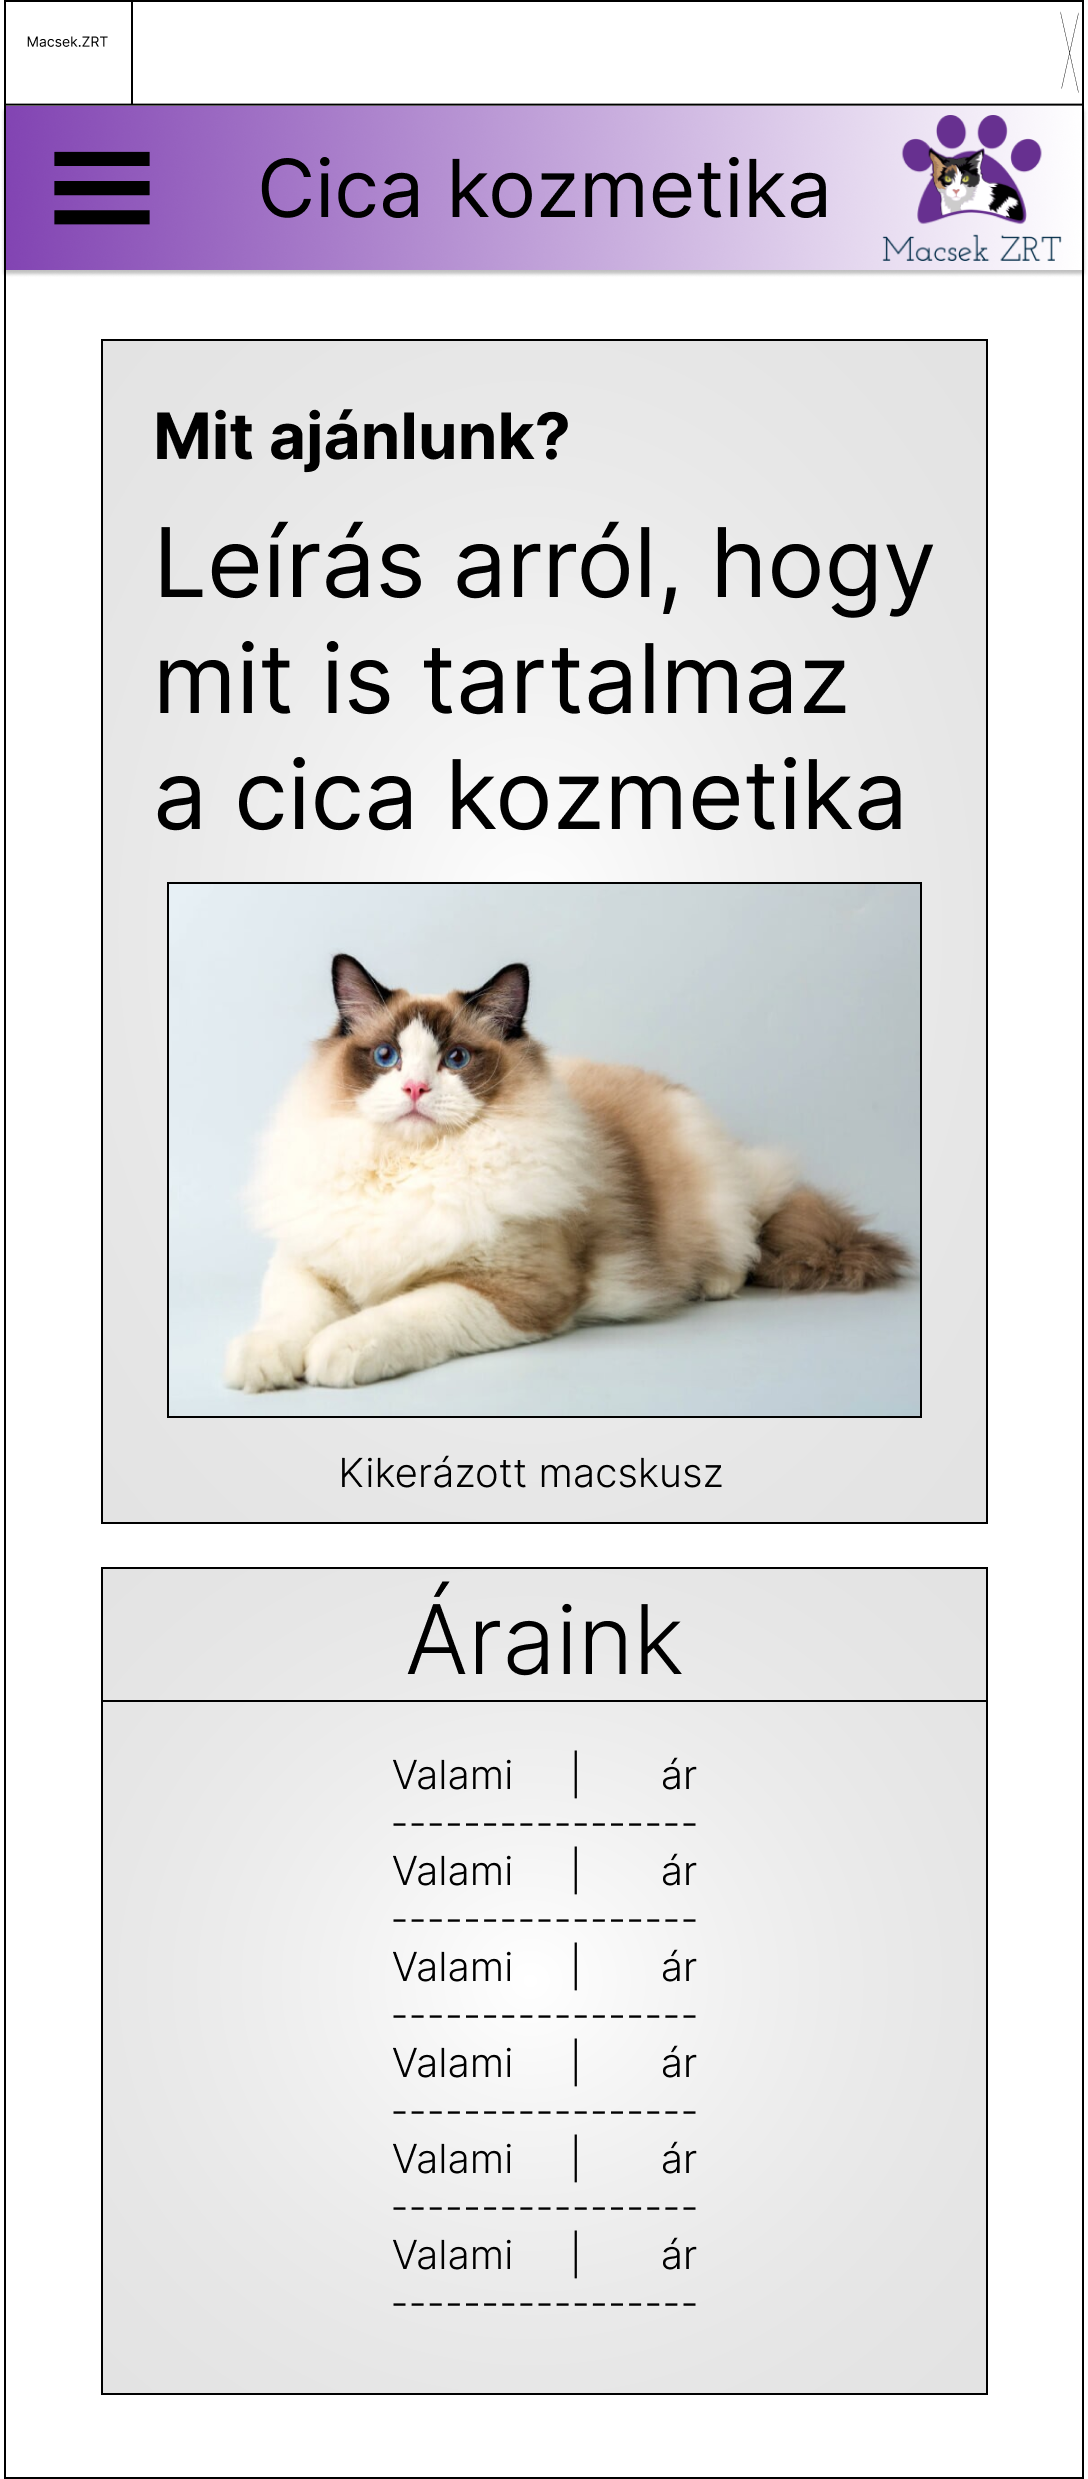 Macsek.ZRT
Cica kozmetika
Macsek ZRT
Mit ajánlunk?
Leírás arról, hogy
mit is tartalmaz
a cica kozmetika
Kikerázott macskusz
Áraink
Valami | ár
-----------------
Valami | ár
-----------------
Valami | ár
-----------------
Valami | ár
-----------------
Valami | ár
-----------------
Valami | ár
-----------------